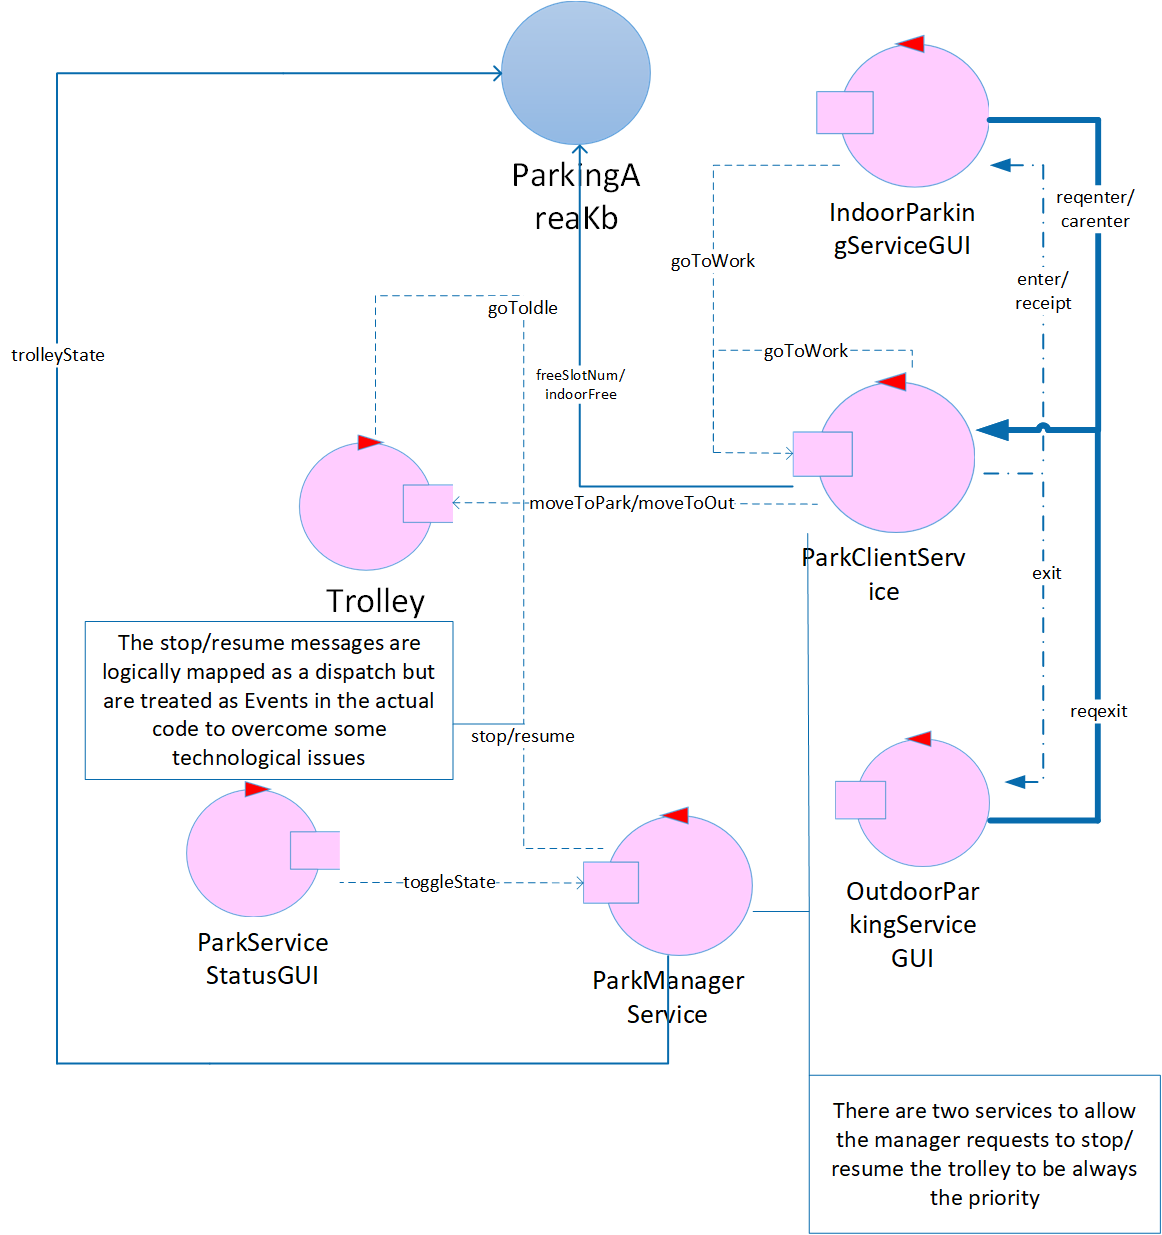 ParkingA
reaKb
IndoorParkin
gServiceGUI
reqenter/
carenter
goToWork
enter/
receipt
goToIdle
trolleyState
goToWork
freeSlotNum/
indoorFree
moveToPark/moveToOut
ParkClientServ
ice
exit
Trolley
The stop/resume messages are
logically mapped as a dispatch but
are treated as Events in the actual
code to overcome some
technological issues
stop/resume
reqexit
toggleState
OutdoorPar
kingService
GUI
ParkService
StatusGUI
ParkManager
Service
There are two services to allow
the manager requests to stop/
resume the trolley to be always
the priority